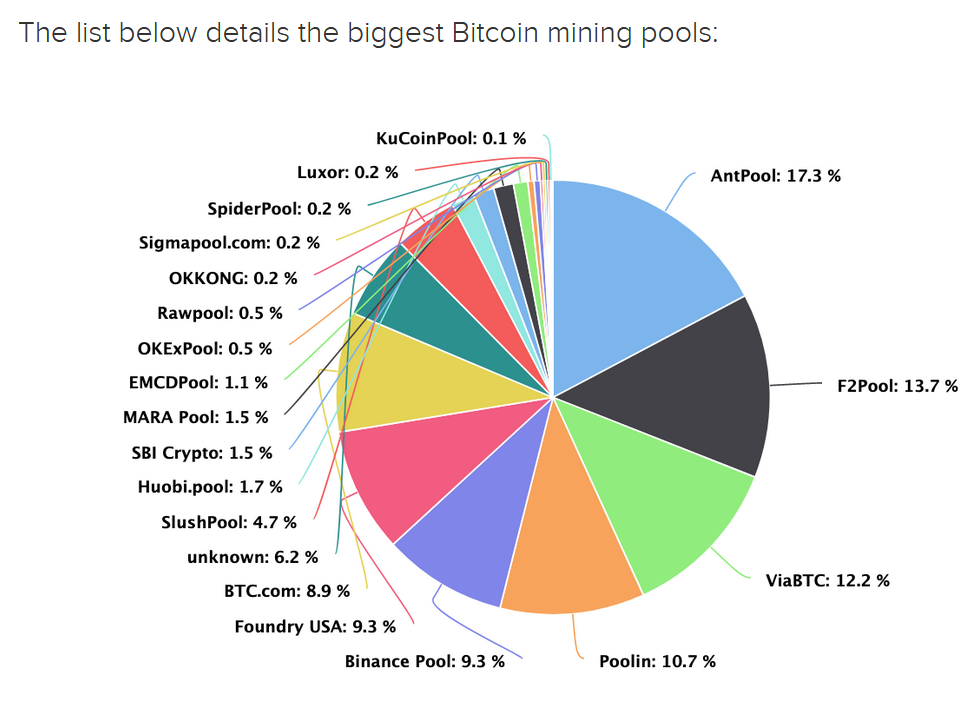 The list below details the biggest Bitcoin mining pools:
KuCoinPool: 0.1 %
Luxor: 0.2 %
AntPool: 17.3 %
SpiderPool: 0.2 %
Sigmapool.com: 0.2 %
OKKONG: 0.2 %
Rawpool: 0.5 %
OKExPool: 0.5 %
EMCDPool: 1.1 %
F2Pool: 13.7 %
MARA Pool: 1.5 %
SBI Crypto: 1.5 %
Huobi.pool: 1.7 %
SlushPool: 4.7 %
unknown: 6.2 %
ViaBTC: 12.2 %
BTC.com: 8.9 %
Foundry USA: 9.3 %
Binance Pool: 9.3 %
Poolin: 10.7 %